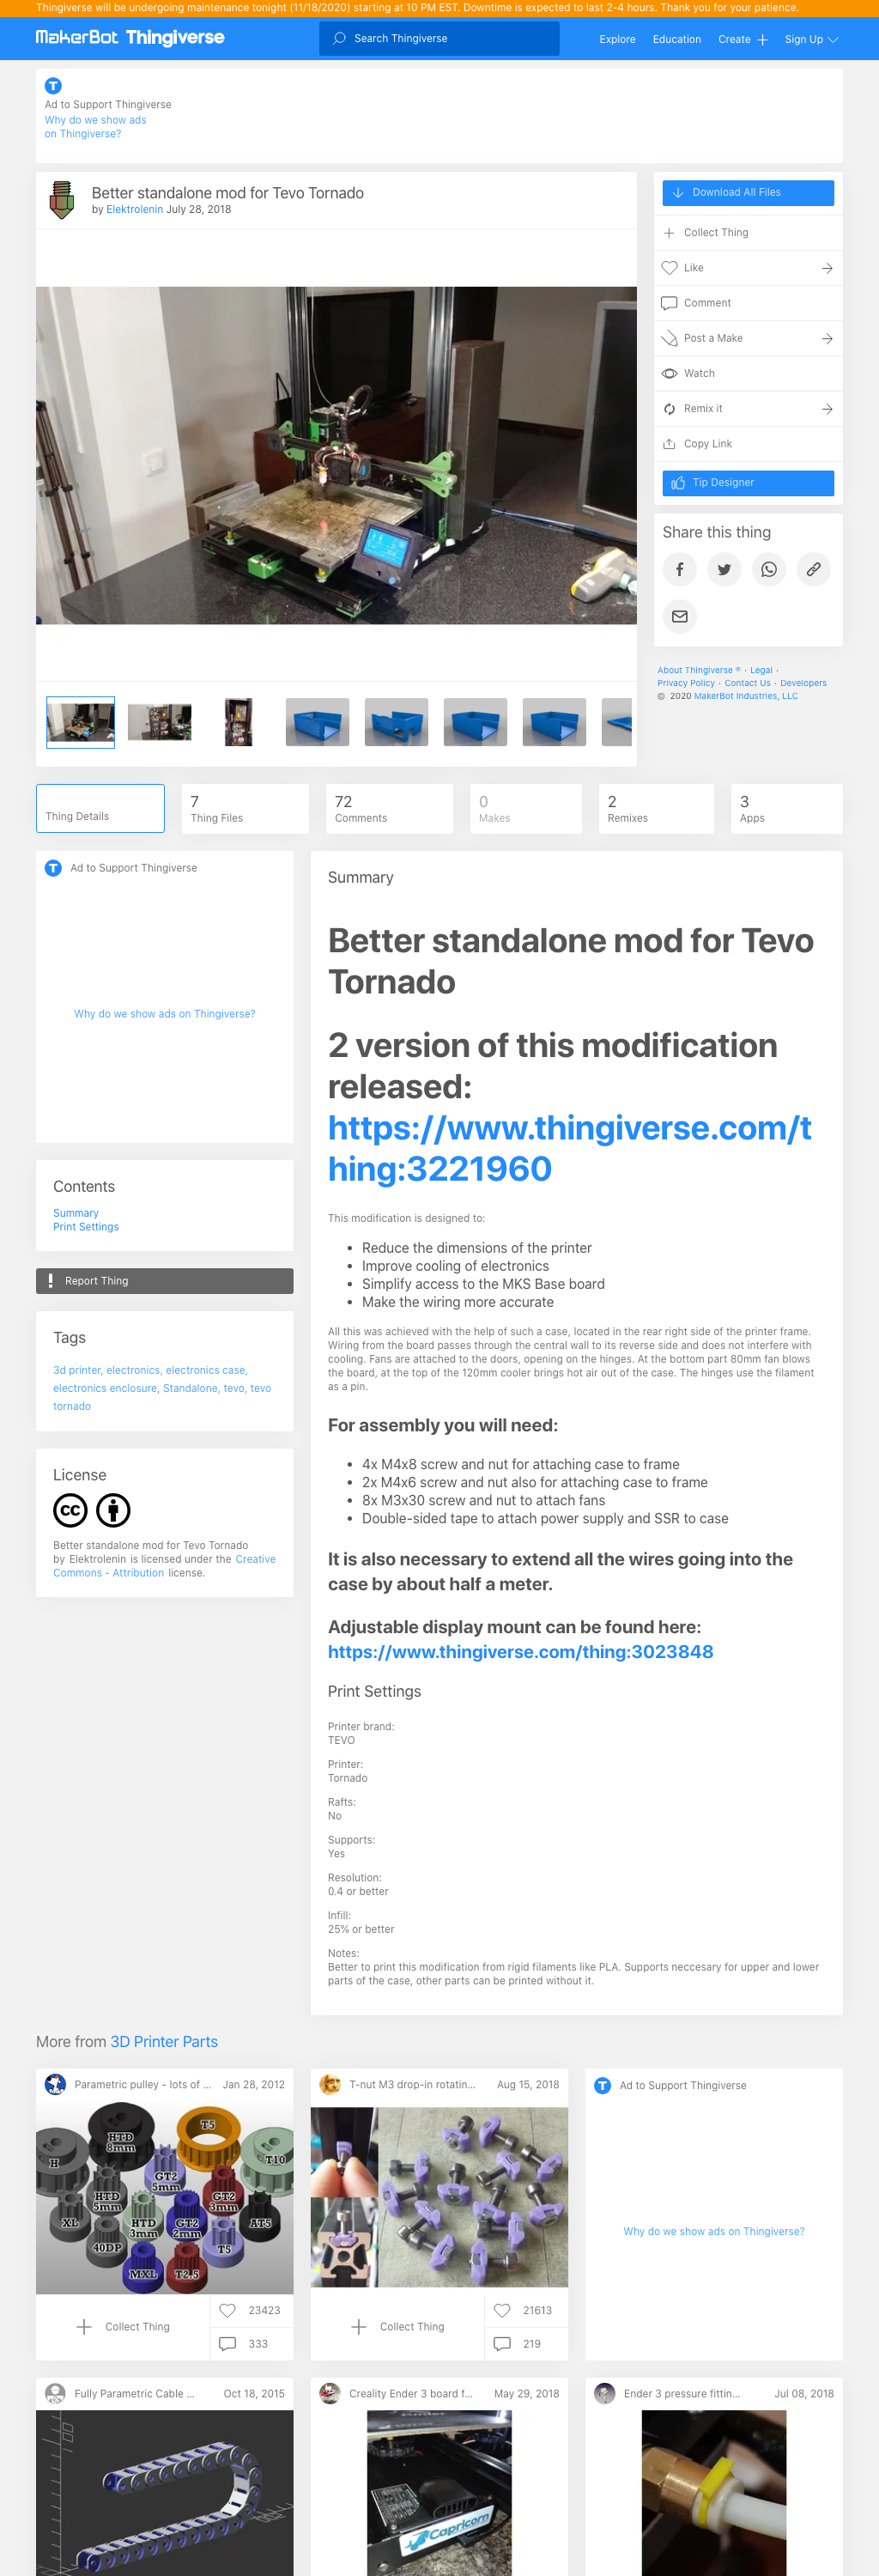 Thingiverse will be undergoing maintenance tonight (11/18/2020) starting at 10 PM EST. Downtime is expected to last 2-4 hours. Thank you for your patience.
MakerBot Thingiverse
Search Thingiverse
Explore
Education
Create
Sign Up
Ad to Support Thingiverse
Why do we show ads
on Thingiverse?
Better standalone mod for Tevo Tornado
by Elektrolenin July 28, 2018
Download All Files
Collect Thing
Like
Comment
Post a Make
Watch
Remix it
Copy Link
Tip Designer
Share this thing
About Thingiverse ® · Legal ·
Privacy Policy · Contact Us · Developers
© 2020 MakerBot Industries, LLC
Thing Details
7
Thing Files
72
Comments
0
Makes
2
Remixes
3
Apps
Ad to Support Thingiverse
Why do we show ads on Thingiverse?
Contents
Summary
Print Settings
Report Thing
Tags
3d printer, electronics, electronics case,
electronics enclosure, Standalone, tevo, tevo
tornado
License
cc
Better standalone mod for Tevo Tornado
by Elektrolenin is licensed under the Creative
Commons - Attribution license.
Summary
Better standalone mod for Tevo
Tornado
2 version of this modification
released:
https://www.thingiverse.com/t
hing:3221960
This modification is designed to:
• Reduce the dimensions of the printer
• Improve cooling of electronics
• Simplify access to the MKS Base board
• Make the wiring more accurate
All this was achieved with the help of such a case, located in the rear right side of the printer frame.
Wiring from the board passes through the central wall to its reverse side and does not interfere with
cooling. Fans are attached to the doors, opening on the hinges. At the bottom part 80mm fan blows
the board, at the top of the 120mm cooler brings hot air out of the case. The hinges use the filament
as a pin.
For assembly you will need:
• 4x M4x8 screw and nut for attaching case to frame
• 2x M4x6 screw and nut also for attaching case to frame
• 8x M3x30 screw and nut to attach fans
• Double-sided tape to attach power supply and SSR to case
It is also necessary to extend all the wires going into the
case by about half a meter.
Adjustable display mount can be found here:
https://www.thingiverse.com/thing:3023848
Print Settings
Printer brand:
TEVO
Printer:
Tornado
Rafts:
No
Supports:
Yes
Resolution:
0.4 or better
Infill:
25% or better
Notes:
Better to print this modification from rigid filaments like PLA. Supports neccesary for upper and lower
parts of the case, other parts can be printed without it.
More from 3D Printer Parts
Parametric pulley - lots of ...
Jan 28, 2012
H
HTD
8mm
T5
T10
GT2
5mm
HTD
5mm
GT2
3mm
XL
HTD
3mm
GT2
2mm
AT5
40DP
T5
MXL
T2.5
Collect Thing
23423
333
T-nut M3 drop-in rotatin...
Aug 15, 2018
Collect Thing
21613
219
Ad to Support Thingiverse
Why do we show ads on Thingiverse?
Fully Parametric Cable ...
Oct 18, 2015
Creality Ender 3 board f...
May 29, 2018
Capricorn
Ender 3 pressure fittin...
Jul 08, 2018